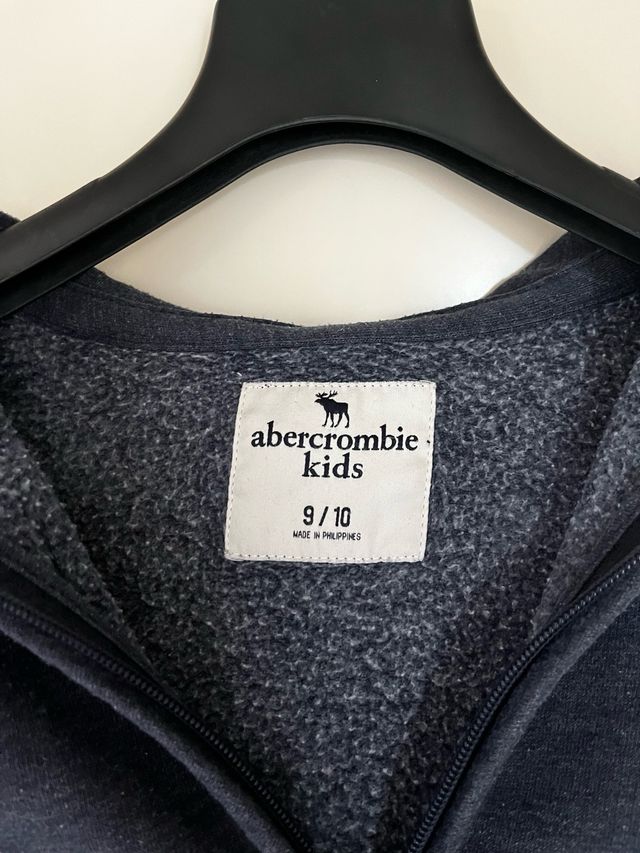 abercrombie
kids
9 / 10
MADE IN PHILIPPINES